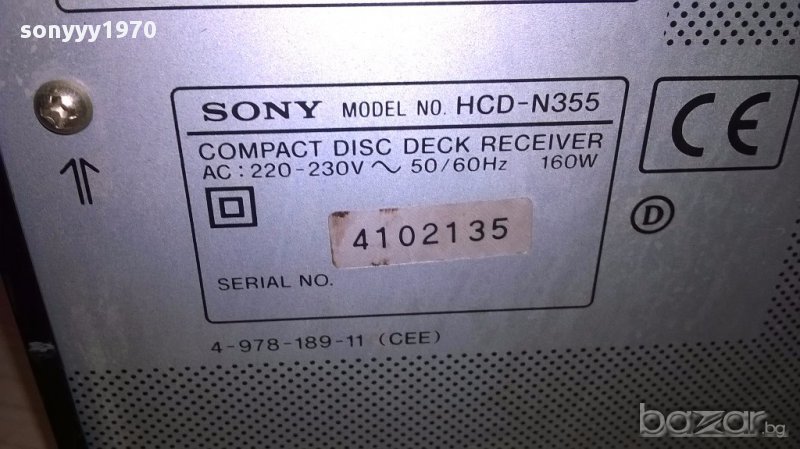 sonyyy1970
SONY MODEL NO. HCD-N355
COMPACT DISC DECK RECEIVER
AC : 220-230V ～ 50/60Hz 160W
CE
D
4102135
SERIAL NO.
4-978-189-11 (CEE)
bazar.bg